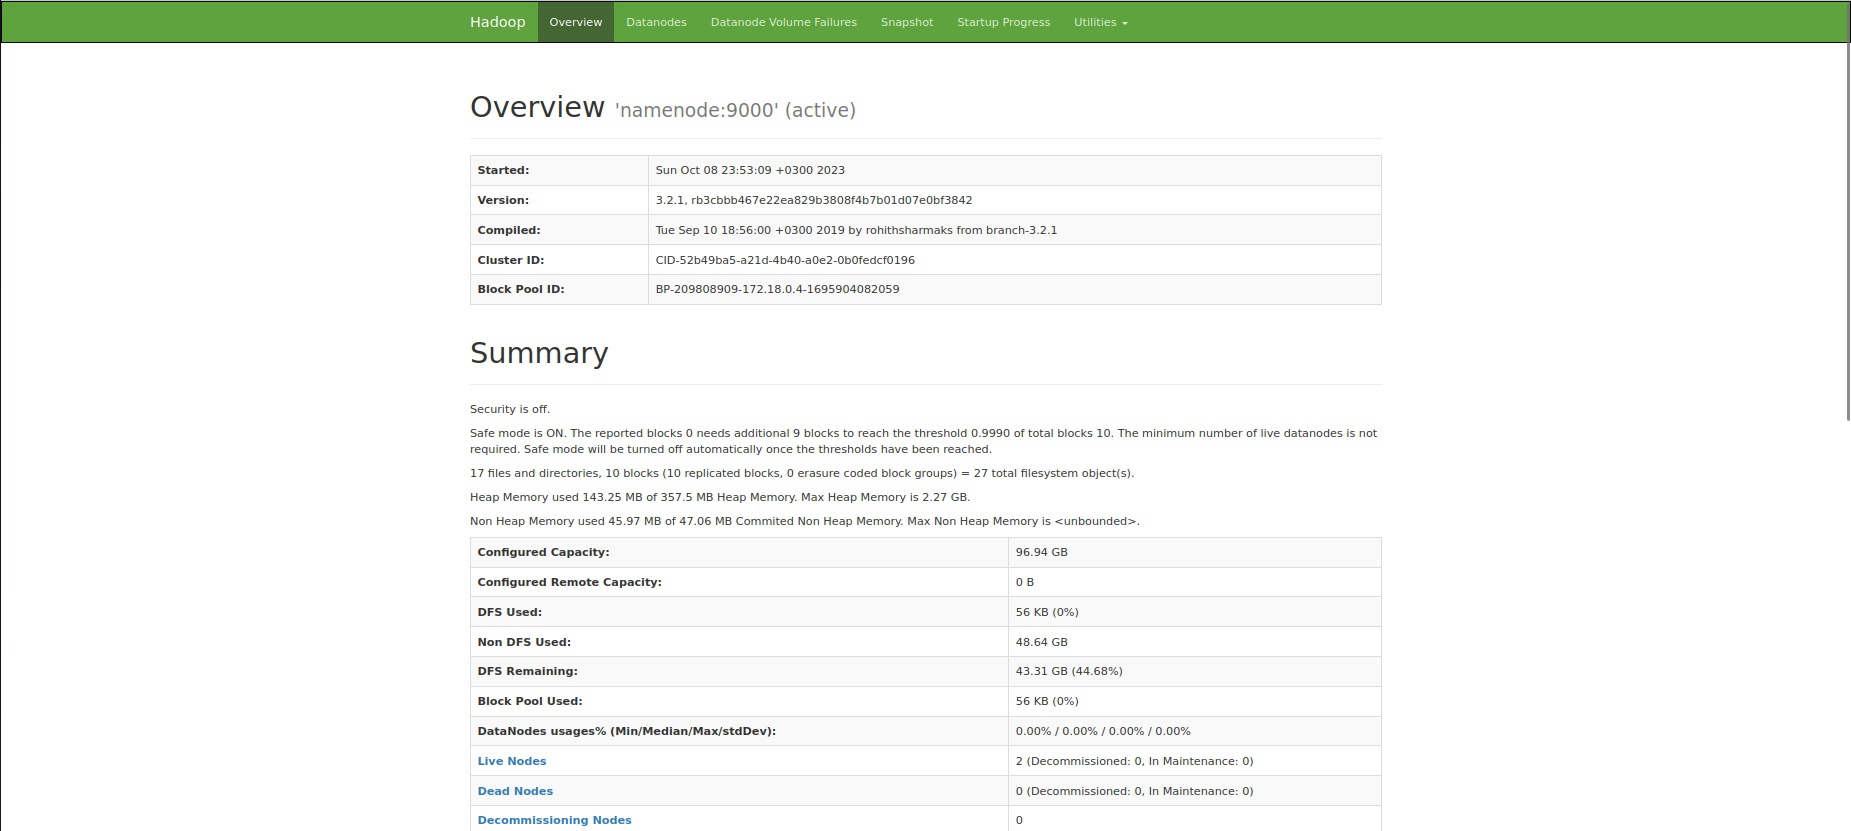 Hadoop Overview Datanodes Datanode Volume Failures Snapshot Startup Progress Utilities
Overview 'namenode:9000' (active)
Started: Sun Oct 08 23:53:09 +0300 2023
Version: 3.2.1, rb3cbbb467e22ea829b3808f4b7b01d07e0bf3842
Compiled: Tue Sep 10 18:56:00 +0300 2019 by rohithsharmaks from branch-3.2.1
Cluster ID: CID-52b49ba5-a21d-4b40-a0e2-0b0fedcf0196
Block Pool ID: BP-209808909-172.18.0.4-1695904082059
Summary
Security is off.
Safe mode is ON. The reported blocks 0 needs additional 9 blocks to reach the threshold 0.9990 of total blocks 10. The minimum number of live datanodes is not
required. Safe mode will be turned off automatically once the thresholds have been reached.
17 files and directories, 10 blocks (10 replicated blocks, 0 erasure coded block groups) = 27 total filesystem object(s).
Heap Memory used 143.25 MB of 357.5 MB Heap Memory. Max Heap Memory is 2.27 GB.
Non Heap Memory used 45.97 MB of 47.06 MB Commited Non Heap Memory. Max Non Heap Memory is <unbounded>.
Configured Capacity: 96.94 GB
Configured Remote Capacity: 0 B
DFS Used: 56 KB (0%)
Non DFS Used: 48.64 GB
DFS Remaining: 43.31 GB (44.68%)
Block Pool Used: 56 KB (0%)
DataNodes usages% (Min/Median/Max/stdDev): 0.00% / 0.00% / 0.00% / 0.00%
Live Nodes 2 (Decommissioned: 0, In Maintenance: 0)
Dead Nodes 0 (Decommissioned: 0, In Maintenance: 0)
Decommissioning Nodes 0